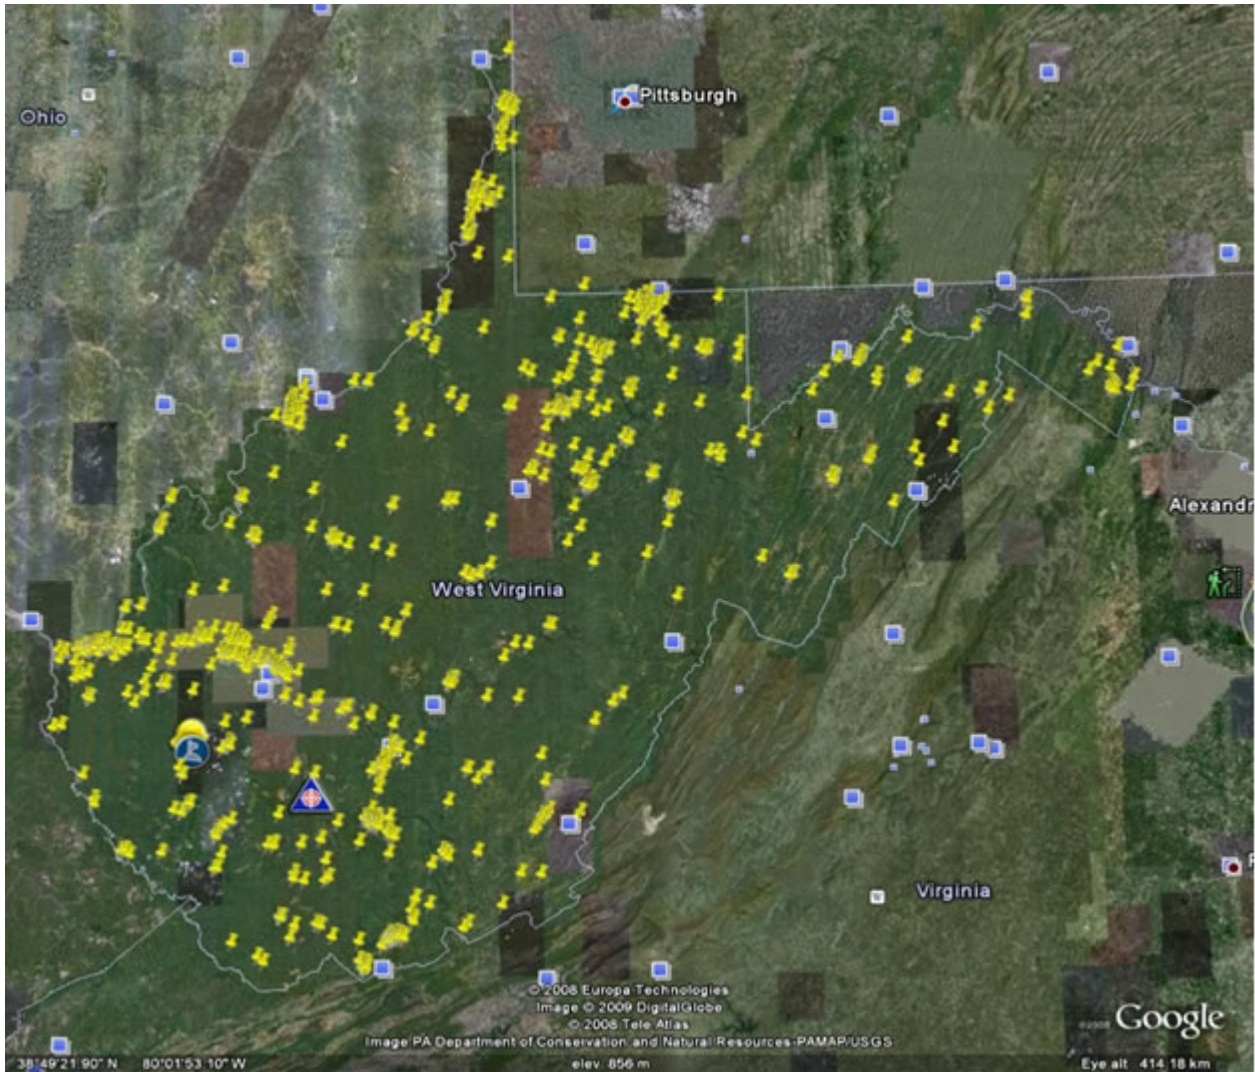 Pittsburgh
Ohio
Alexandr
West Virginia
Virginia
© 2008 Europa Technologies
Image © 2009 DigitalGlobe
© 2008 Tele Atlas
Image PA Department of Conservation and Natural Resources-PAMAP/USGS
Google
38°49'21.90" N 80°01'53.10" W elev. 856 m Eye alt 414.18 km